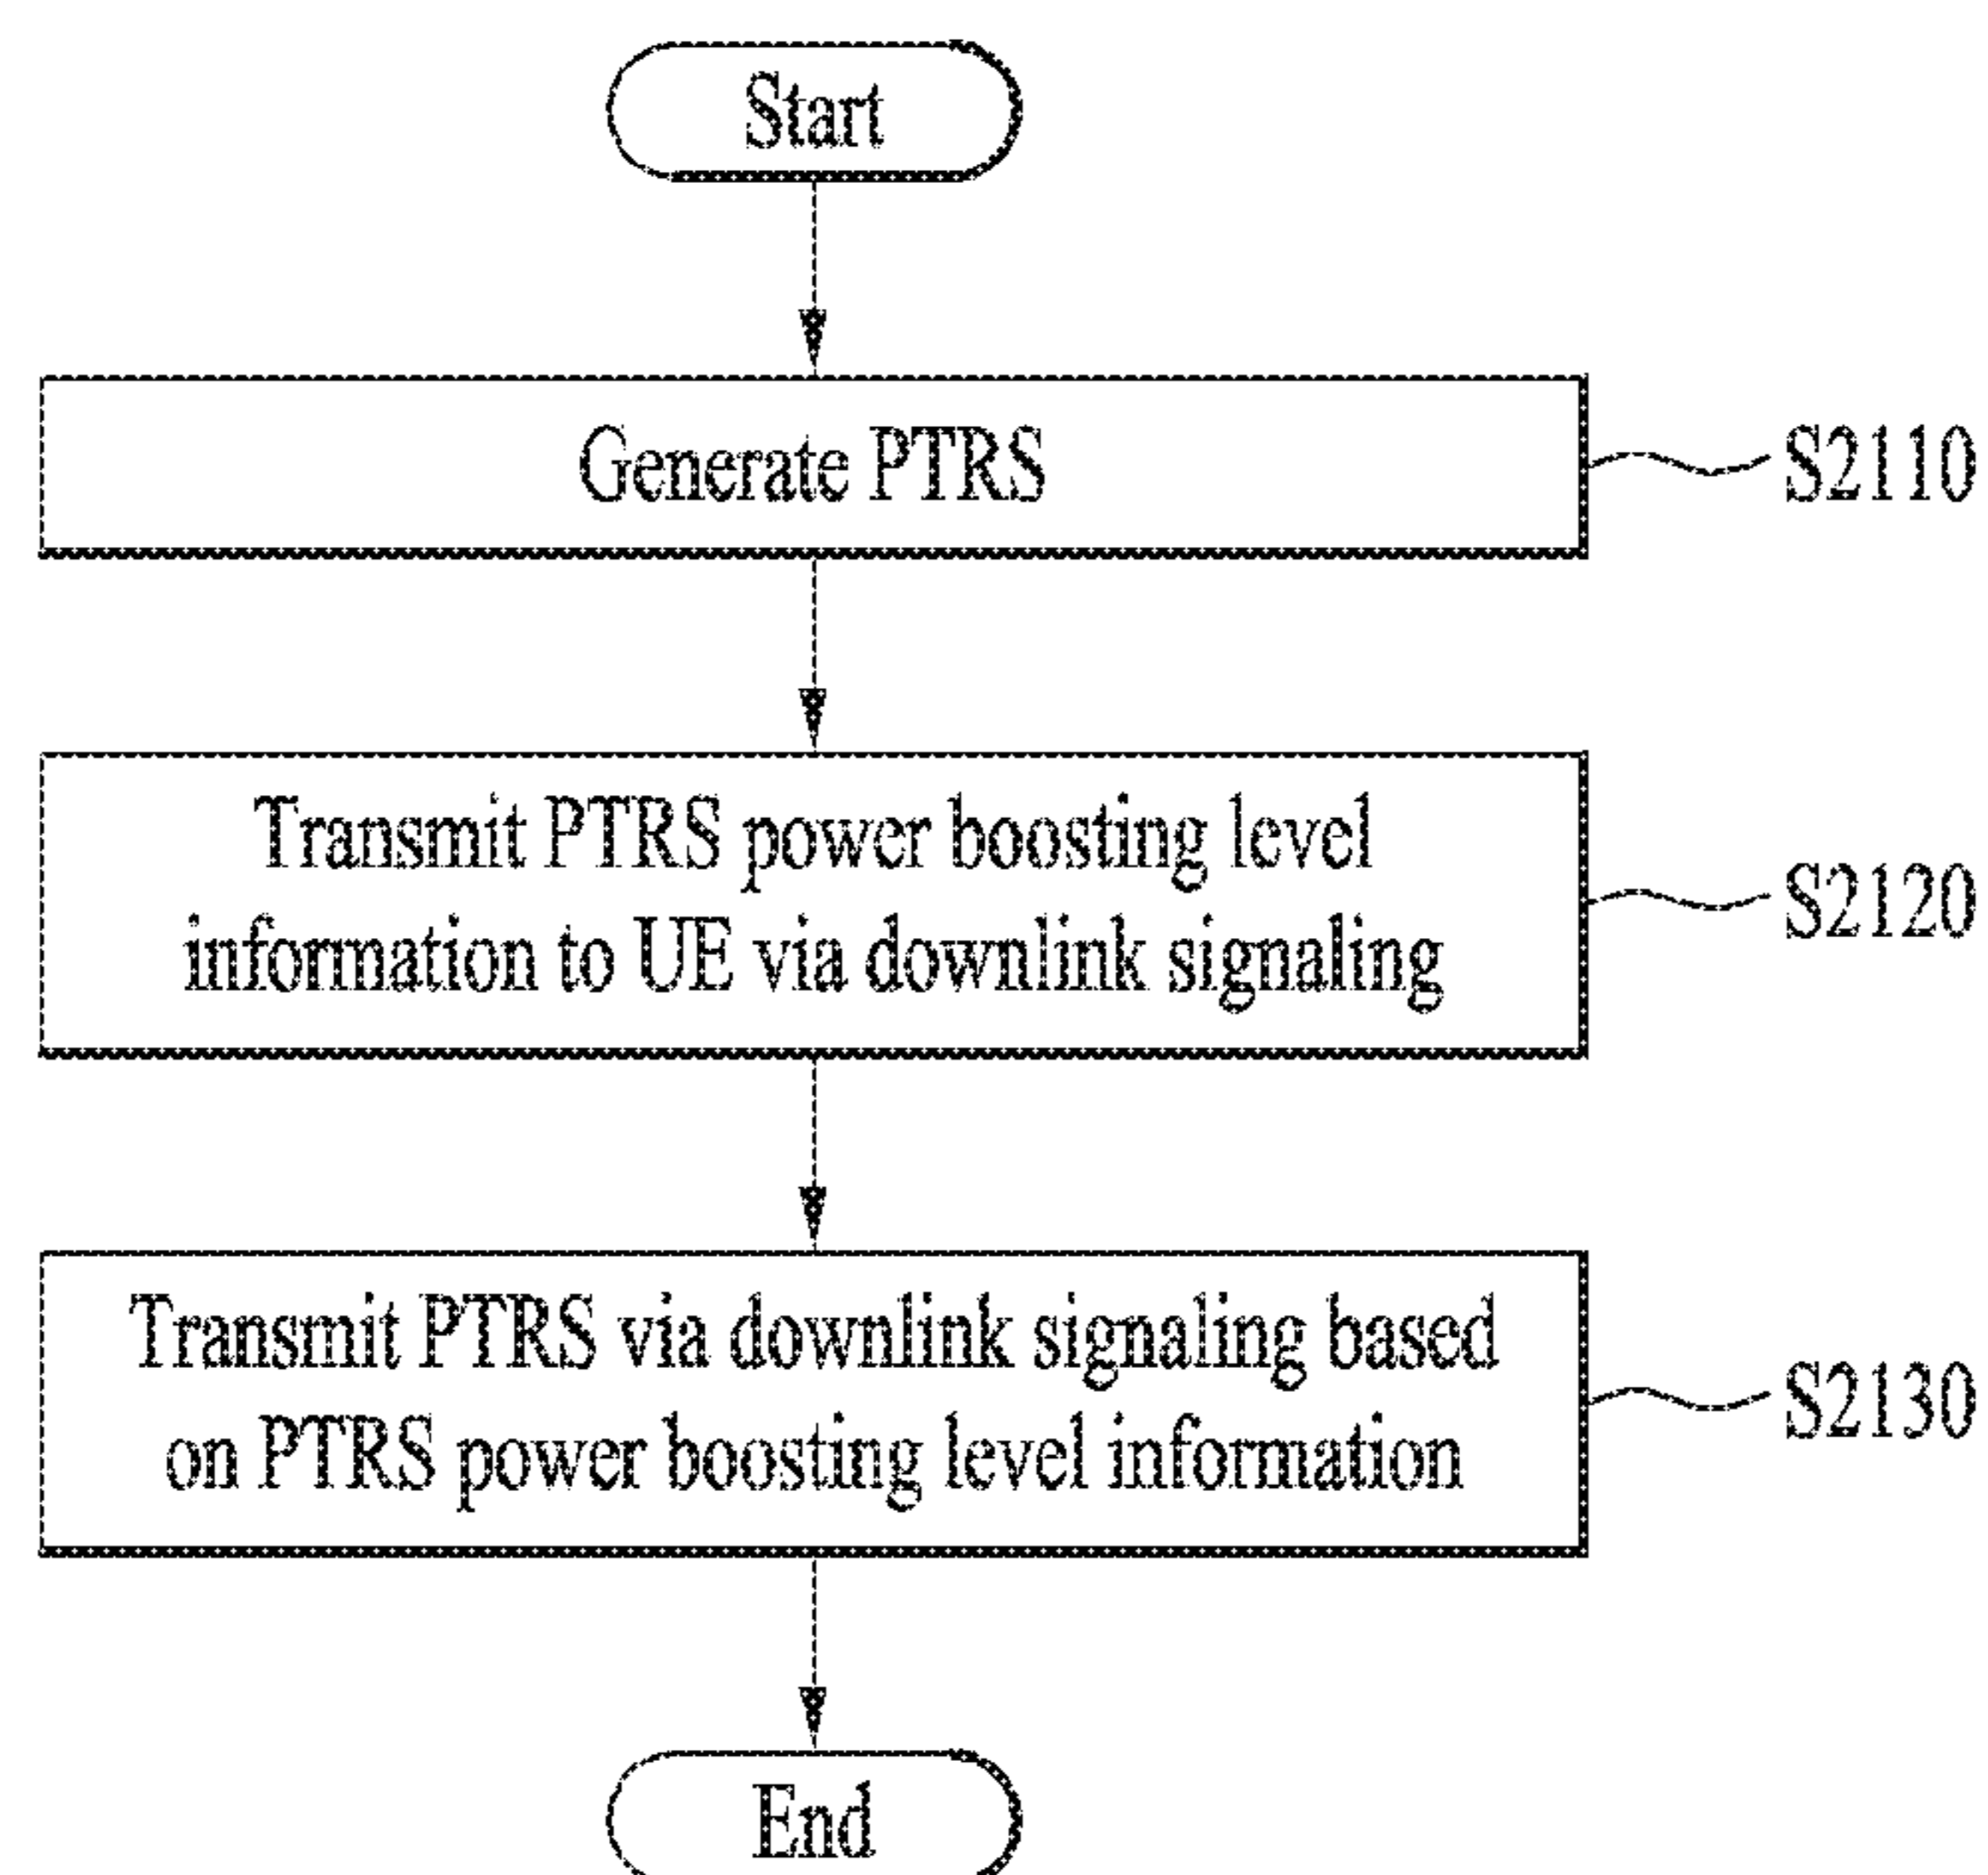 Start
Generate PTRS
S2110
Transmit PTRS power boosting level
information to UE via downlink signaling
S2120
Transmit PTRS via downlink signaling based
on PTRS power boosting level information
S2130
End